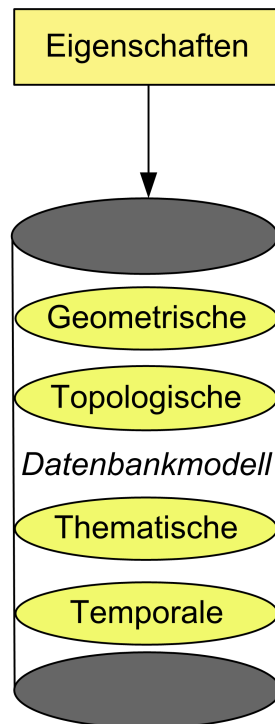 Eigenschaften
Geometrische
Topologische
Datenbankmodell
Thematische
Temporale